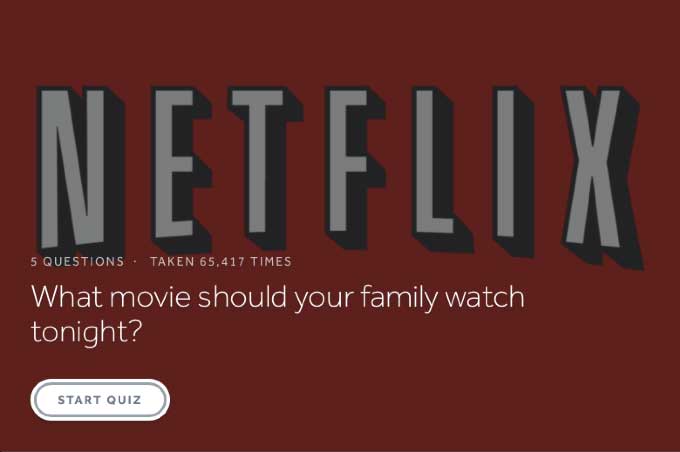 NETFLIX
5 QUESTIONS · TAKEN 65,417 TIMES
What movie should your family watch
tonight?
START QUIZ